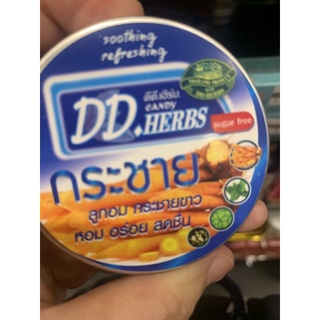 soothing
refreshing
ดีดี.เฮิร์บ
CANDY
DD.HERBS
sugar free
กระชาย
ลูกอม กระชายขาว
หอม อร่อย สดชื่น